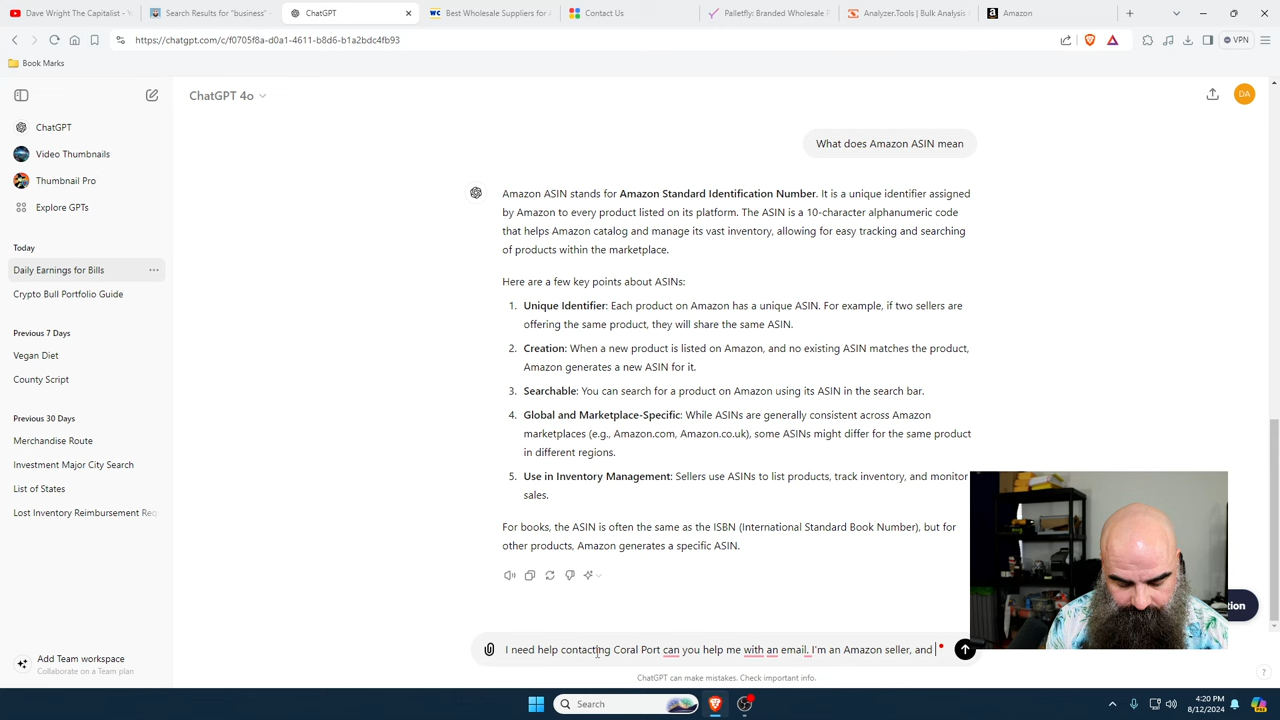 Dave Wright The Capitalist - Y
Search Results for "business" -
ChatGPT
Best Wholesale Suppliers for A
Contact Us
Palletfly: Branded Wholesale P
Analyzer.Tools | Bulk Analysis
Amazon
https://chatgpt.com/c/f0705f8a-d0a1-4611-b8d6-b1a2bdc4fb93
VPN
Book Marks
ChatGPT 4o
DA
ChatGPT
Video Thumbnails
Thumbnail Pro
Explore GPTs
Today
Daily Earnings for Bills
Crypto Bull Portfolio Guide
Previous 7 Days
Vegan Diet
County Script
Previous 30 Days
Merchandise Route
Investment Major City Search
List of States
Lost Inventory Reimbursement Req
Add Team workspace
Collaborate on a Team plan
What does Amazon ASIN mean
Amazon ASIN stands for Amazon Standard Identification Number. It is a unique identifier assigned
by Amazon to every product listed on its platform. The ASIN is a 10-character alphanumeric code
that helps Amazon catalog and manage its vast inventory, allowing for easy tracking and searching
of products within the marketplace.
Here are a few key points about ASINs:
1. Unique Identifier: Each product on Amazon has a unique ASIN. For example, if two sellers are
offering the same product, they will share the same ASIN.
2. Creation: When a new product is listed on Amazon, and no existing ASIN matches the product,
Amazon generates a new ASIN for it.
3. Searchable: You can search for a product on Amazon using its ASIN in the search bar.
4. Global and Marketplace-Specific: While ASINs are generally consistent across Amazon
marketplaces (e.g., Amazon.com, Amazon.co.uk), some ASINs might differ for the same product
in different regions.
5. Use in Inventory Management: Sellers use ASINs to list products, track inventory, and monitor
sales.
For books, the ASIN is often the same as the ISBN (International Standard Book Number), but for
other products, Amazon generates a specific ASIN.
I need help contacting Coral Port can you help me with an email. I'm an Amazon seller, and
ChatGPT can make mistakes. Check important info.
?
Search
4:20 PM
8/12/2024